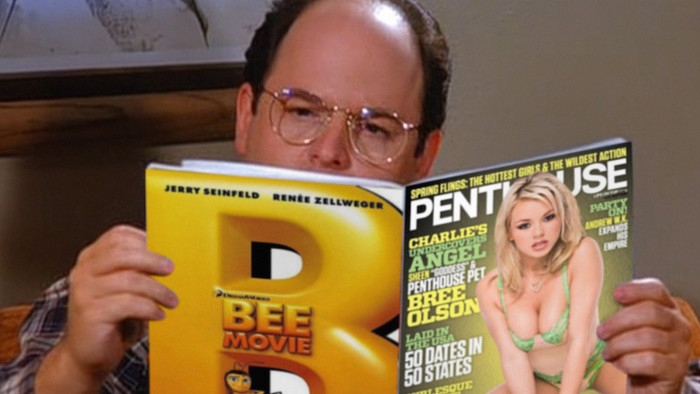 JERRY SEINFELD RENÉE ZELLWEGER
DREAMWORKS
BEE
MOVIE
SPRING FLINGS: THE HOTTEST GIRLS & THE WILDEST ACTION
PENTHOUSE
CHARLIE'S
UNDERCOVER
ANGEL
SHEEN "GODDESS" &
PENTHOUSE PET
BREE
OLSON
LAID IN
THE USA
50 DATES IN
50 STATES
PARTY
ON!
ANDREW W.K.
EXPANDS
HIS
EMPIRE